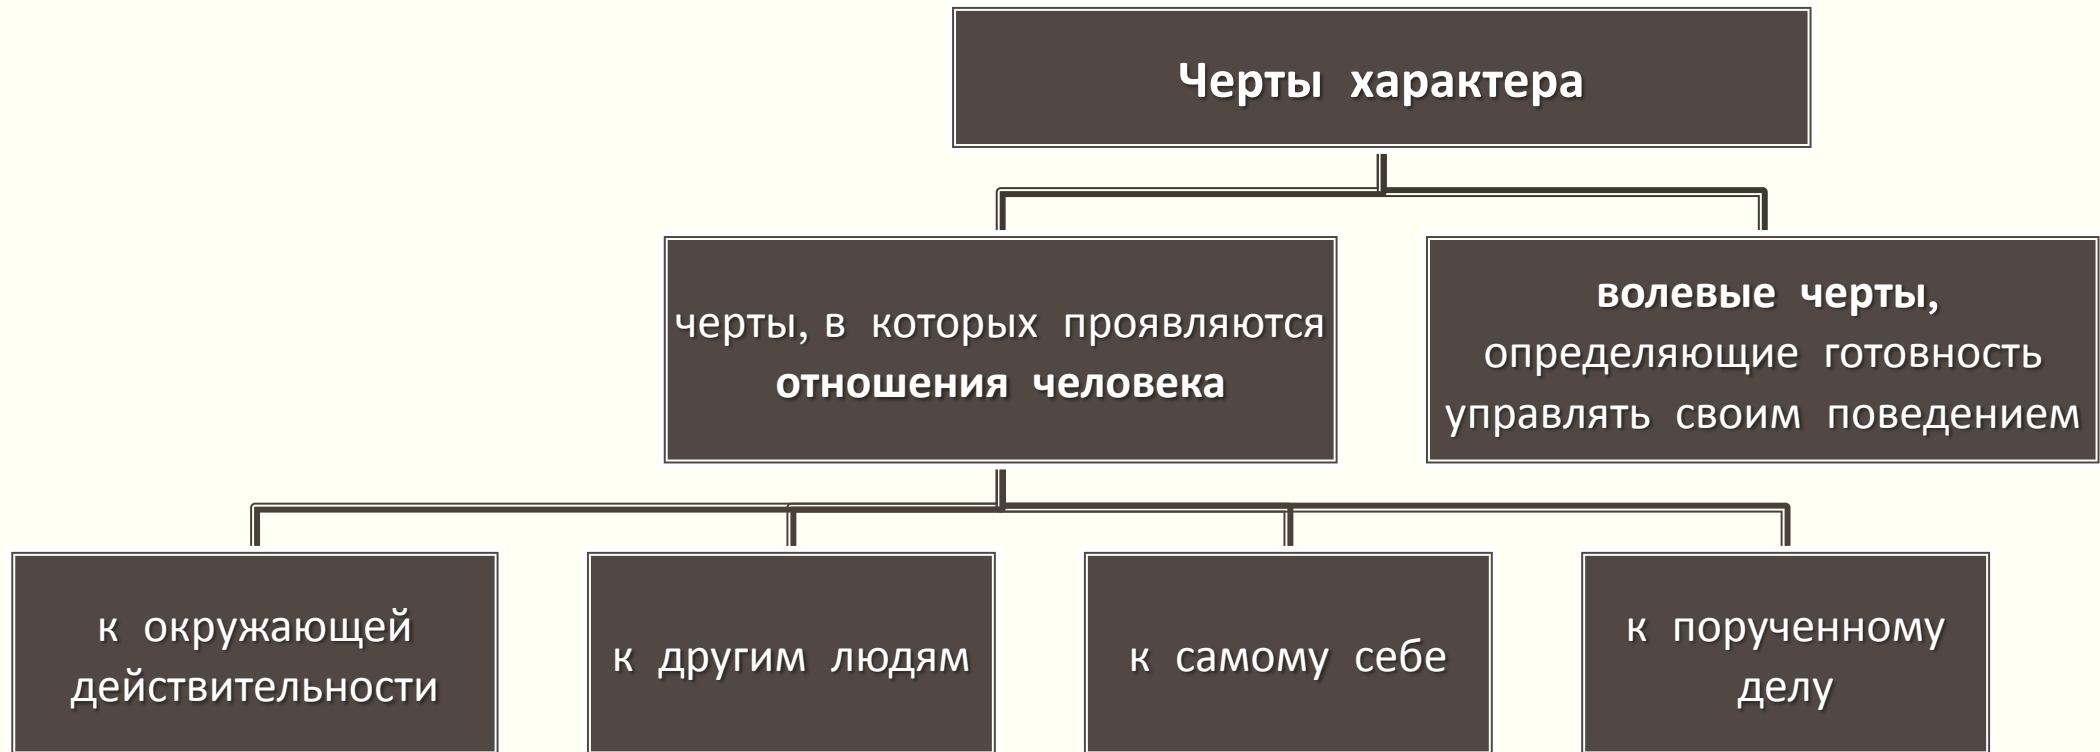 Черты характера
черты, в которых проявляются
отношения человека
волевые черты,
определяющие готовность
управлять своим поведением
к окружающей
действительности
к другим людям
к самому себе
к порученному
делу